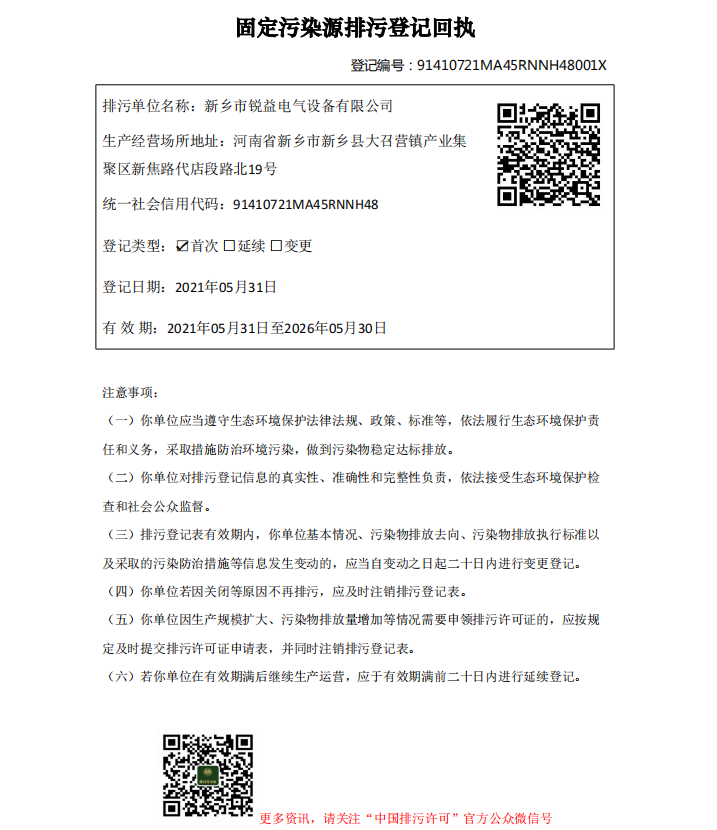 固定污染源排污登记回执
登记编号：91410721MA45RNNH48001X
排污单位名称：新乡市锐益电气设备有限公司
生产经营场所地址：河南省新乡市新乡县大召营镇产业集
聚区新焦路代店段路北19号
统一社会信用代码：91410721MA45RNNH48
登记类型：☑首次 ☐延续 ☐变更
登记日期：2021年05月31日
有 效 期：2021年05月31日至2026年05月30日
注意事项：
（一）你单位应当遵守生态环境保护法律法规、政策、标准等，依法履行生态环境保护责
任和义务，采取措施防治环境污染，做到污染物稳定达标排放。
（二）你单位对排污登记信息的真实性、准确性和完整性负责，依法接受生态环境保护检
查和社会公众监督。
（三）排污登记表有效期内，你单位基本情况、污染物排放去向、污染物排放执行标准以
及采取的污染防治措施等信息发生变动的，应当自变动之日起二十日内进行变更登记。
（四）你单位若因关闭等原因不再排污，应及时注销排污登记表。
（五）你单位因生产规模扩大、污染物排放量增加等情况需要申领排污许可证的，应按规
定及时提交排污许可证申请表，并同时注销排污登记表。
（六）若你单位在有效期满后继续生产运营，应于有效期满前二十日内进行延续登记。
更多资讯，请关注“中国排污许可”官方公众微信号